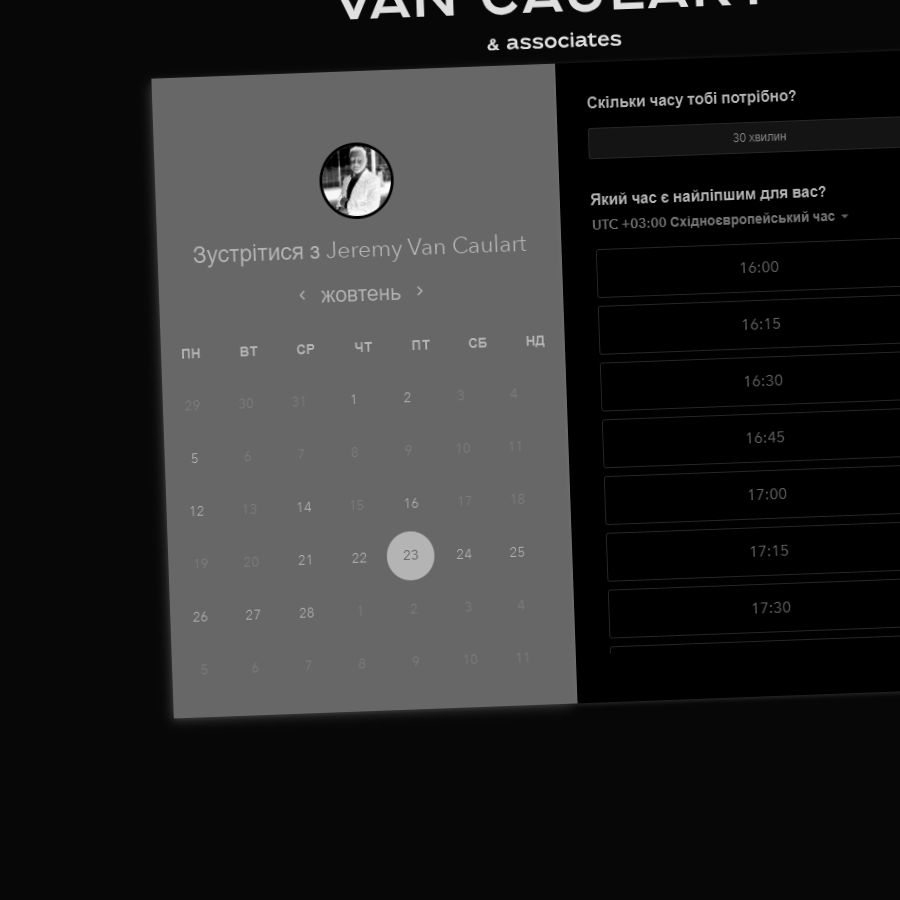 VAN CAULART
& associates
Зустрітися з Jeremy Van Caulart
‹ жовтень ›
ПН ВТ СР ЧТ ПТ СБ НД
29 30 31 1 2 3 4
5 6 7 8 9 10 11
12 13 14 15 16 17 18
19 20 21 22 23 24 25
26 27 28 1 2 3 4
5 6 7 8 9 10 11
Скільки часу тобі потрібно?
30 хвилин
Який час є найліпшим для вас?
UTC +03:00 Східноєвропейський час
16:00
16:15
16:30
16:45
17:00
17:15
17:30